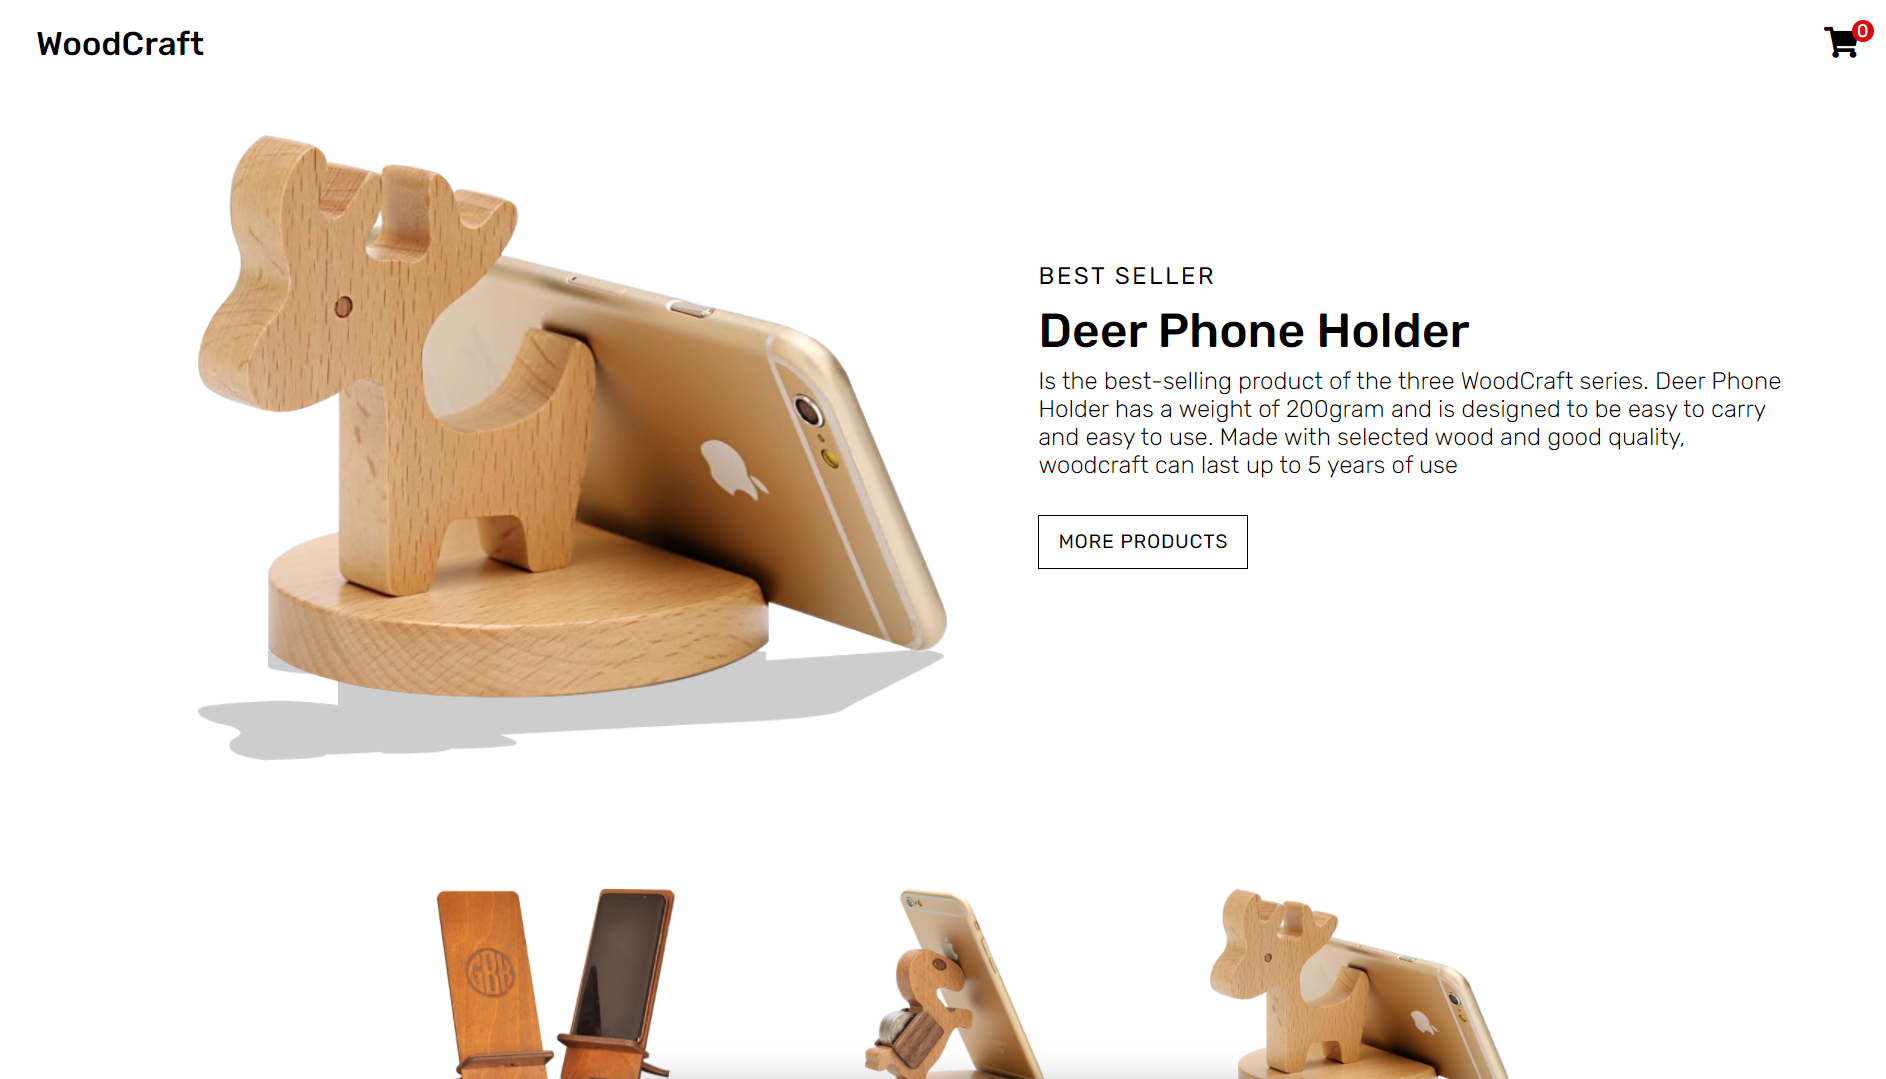 WoodCraft
0
BEST SELLER
Deer Phone Holder
Is the best-selling product of the three WoodCraft series. Deer Phone
Holder has a weight of 200gram and is designed to be easy to carry
and easy to use. Made with selected wood and good quality,
woodcraft can last up to 5 years of use
MORE PRODUCTS